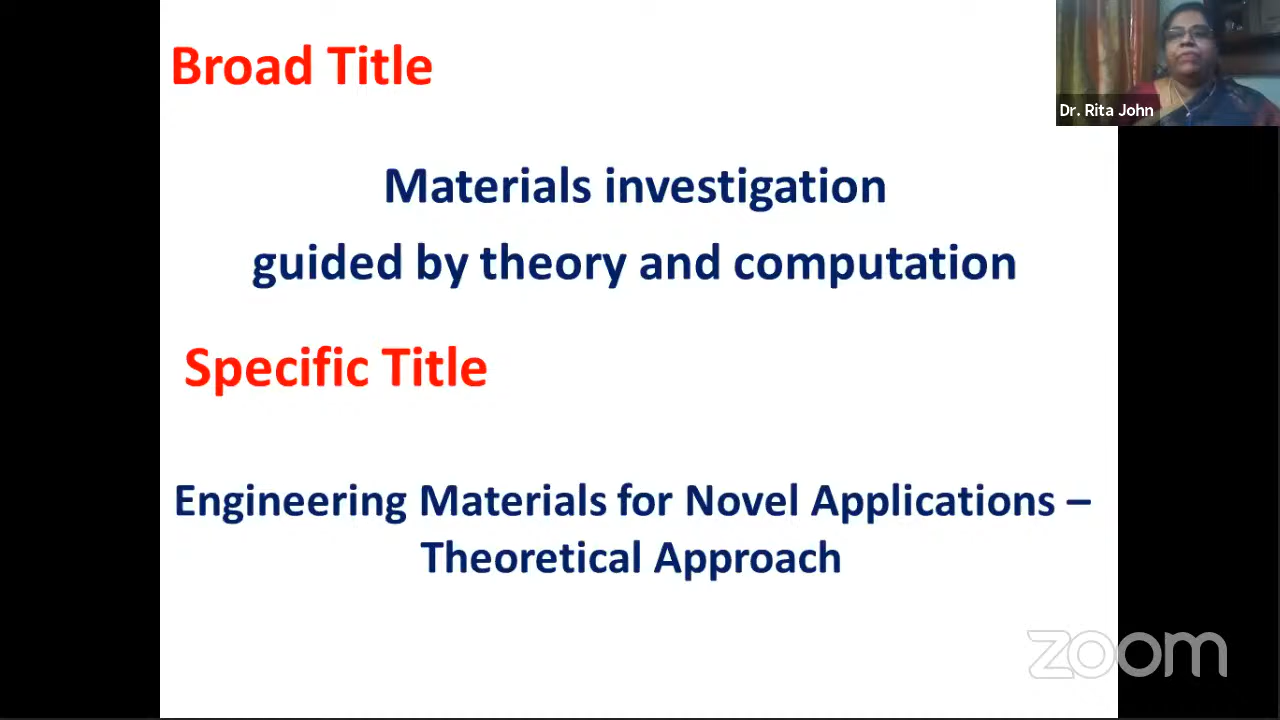 Broad Title
Dr. Rita John
Materials investigation
guided by theory and computation
Specific Title
Engineering Materials for Novel Applications –
Theoretical Approach
zoom